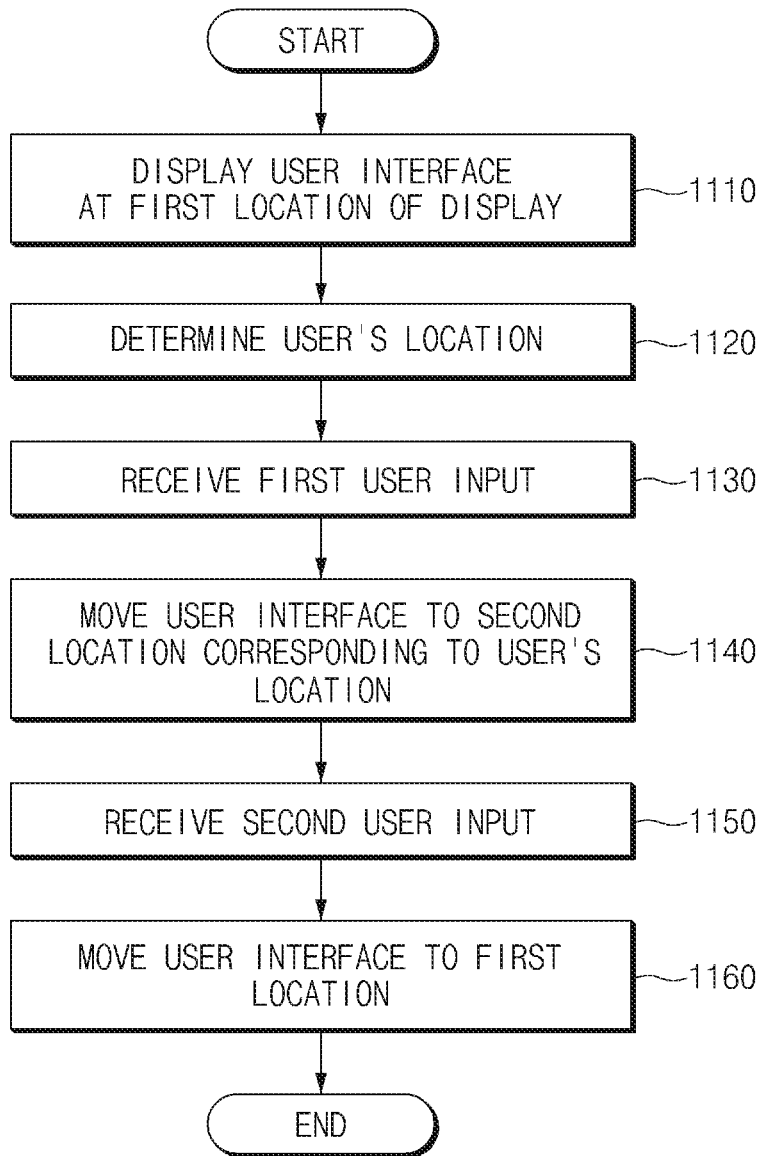 START
DISPLAY USER INTERFACE
AT FIRST LOCATION OF DISPLAY
1110
DETERMINE USER'S LOCATION
1120
RECEIVE FIRST USER INPUT
1130
MOVE USER INTERFACE TO SECOND
LOCATION CORRESPONDING TO USER'S
LOCATION
1140
RECEIVE SECOND USER INPUT
1150
MOVE USER INTERFACE TO FIRST
LOCATION
1160
END